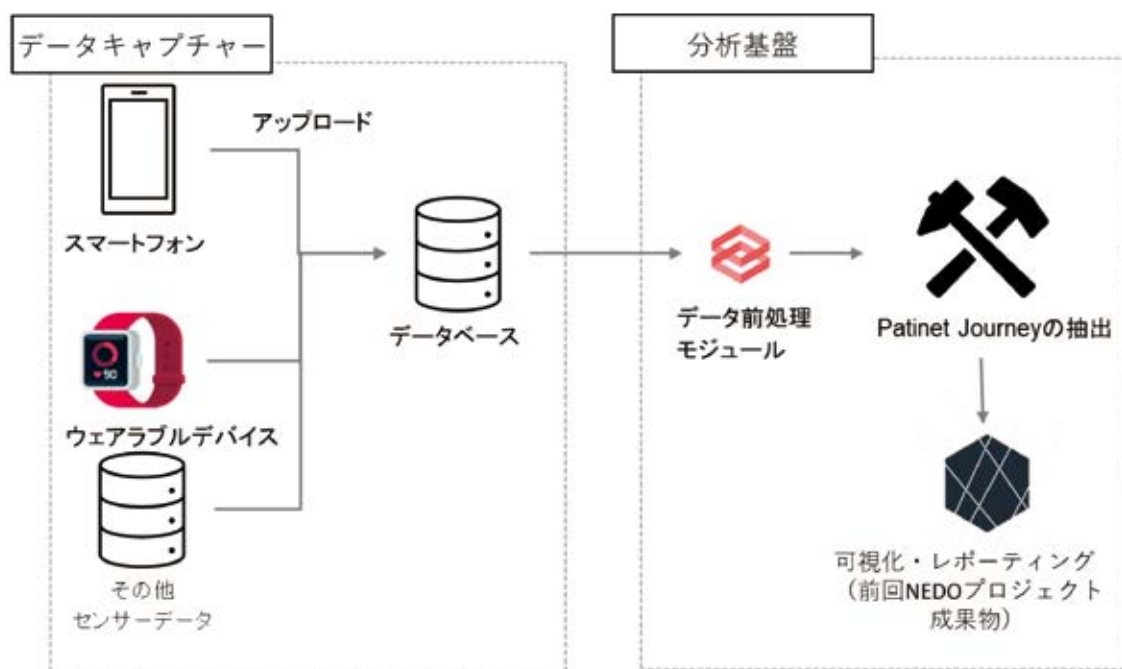 データキャプチャー
分析基盤
アップロード
スマートフォン
90
ウェアラブルデバイス
その他
センサーデータ
データベース
データ前処理
モジュール
Patinet Journeyの抽出
可視化・レポーティング
（前回NEDOプロジェクト
成果物）